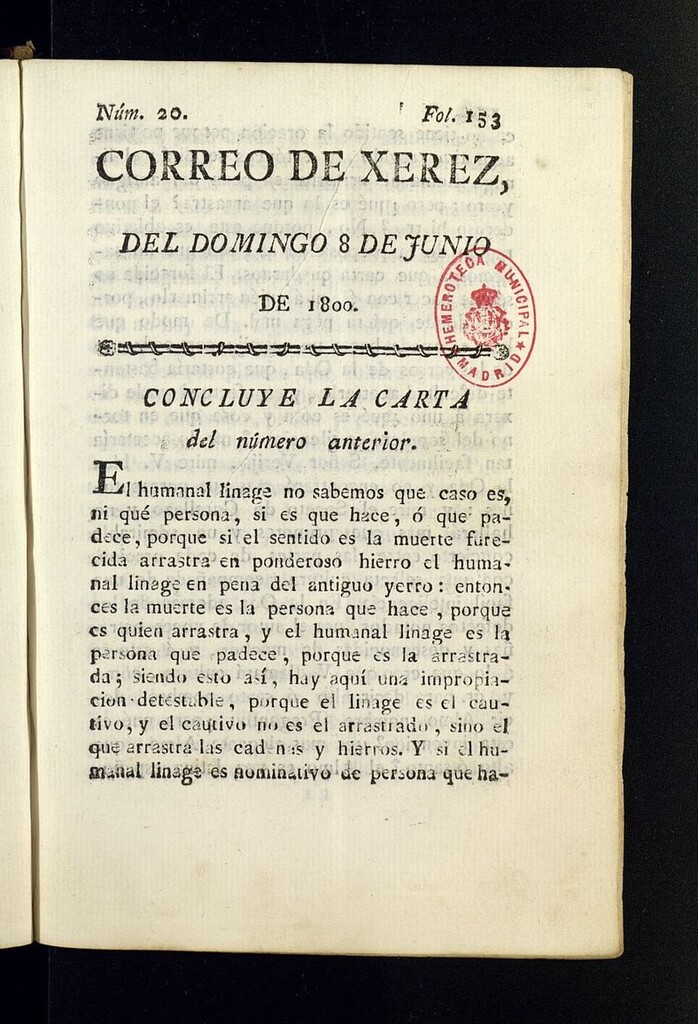 Núm. 20. Fol. 153
CORREO DE XEREZ,
DEL DOMINGO 8 DE JUNIO
DE 1800.
HEMEROTECA MUNICIPAL
★ MADRID ★
CONCLUYE LA CARTA
del número anterior.
El humanal linage no sabemos que caso es,
ni qué persona, si es que hace, ó que pa-
dece, porque si el sentido es la muerte fure-
cida arrastra en ponderoso hierro el huma-
nal linage en pena del antiguo yerro: enton-
ces la muerte es la persona que hace, porque
es quien arrastra, y el humanal linage es la
persona que padece, porque es la arrastra-
da; siendo esto así, hay aquí una impropia-
cion detestable, porque el linage es el cau-
tivo, y el cautivo no es el arrastrado, sino el
que arrastra las cadenas y hierros. Y si el hu-
manal linage es nominativo de persona que ha-